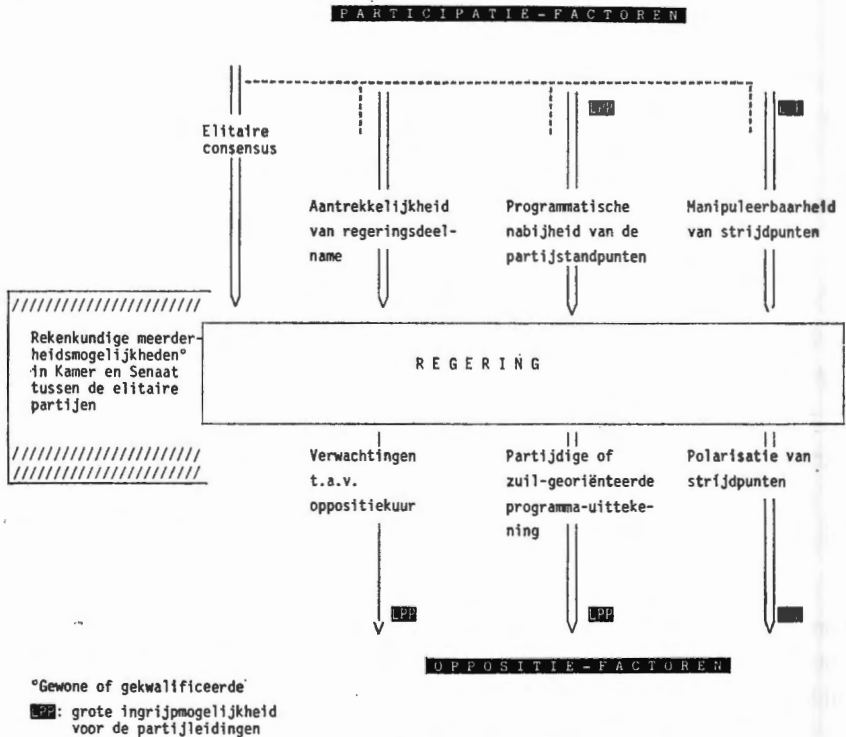 PARTICIPATIE-FACTOREN
LPP
Elitaire
consensus
Aantrekkelijkheid
van regeringsdeel-
name
Programmatische
nabijheid van de
partijstandpunten
Manipuleerbaarheid
van strijdpunten
////////////////////////
Rekenkundige meerder-
heidsmogelijkheden°
in Kamer en Senaat
tussen de elitaire
partijen
REGERING
////////////////////////
////////////////////////
Verwachtingen
t.a.v.
oppositiekuur
Partijdige of
zuil-georiënteerde
programma-uitteke-
ning
Polarisatie van
strijdpunten
LPP
LPP
OPPOSITIE-FACTOREN
°Gewone of gekwalificeerde
LPP: grote ingrijpmogelijkheid
voor de partijleidingen